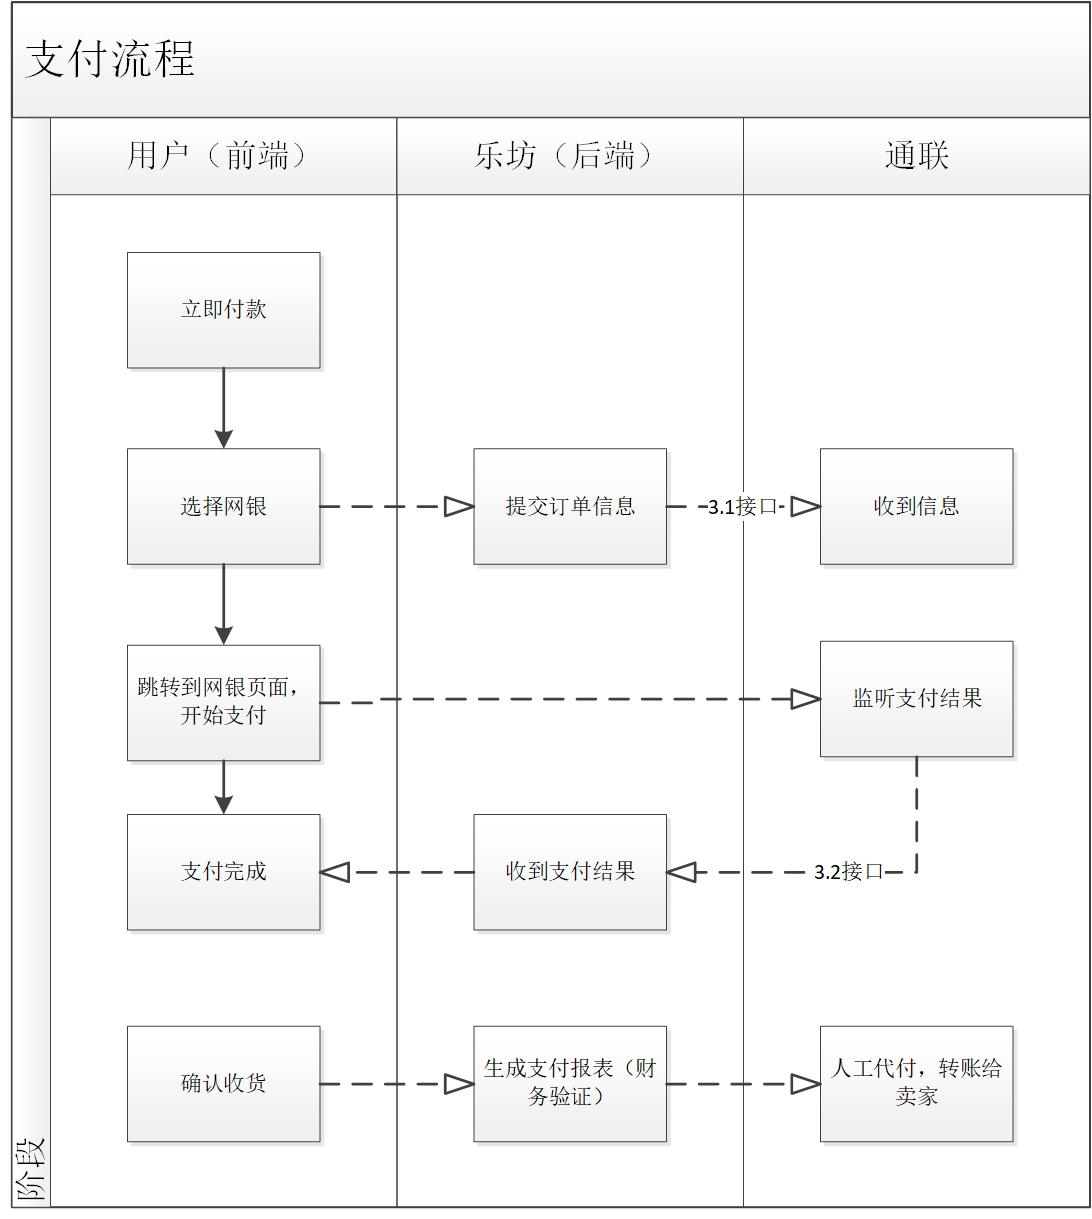 支付流程
用户（前端）
乐坊（后端）
通联
立即付款
选择网银
提交订单信息
3.1接口
收到信息
跳转到网银页面，
开始支付
监听支付结果
支付完成
收到支付结果
3.2接口
确认收货
生成支付报表（财
务验证）
人工代付，转账给
卖家
阶段